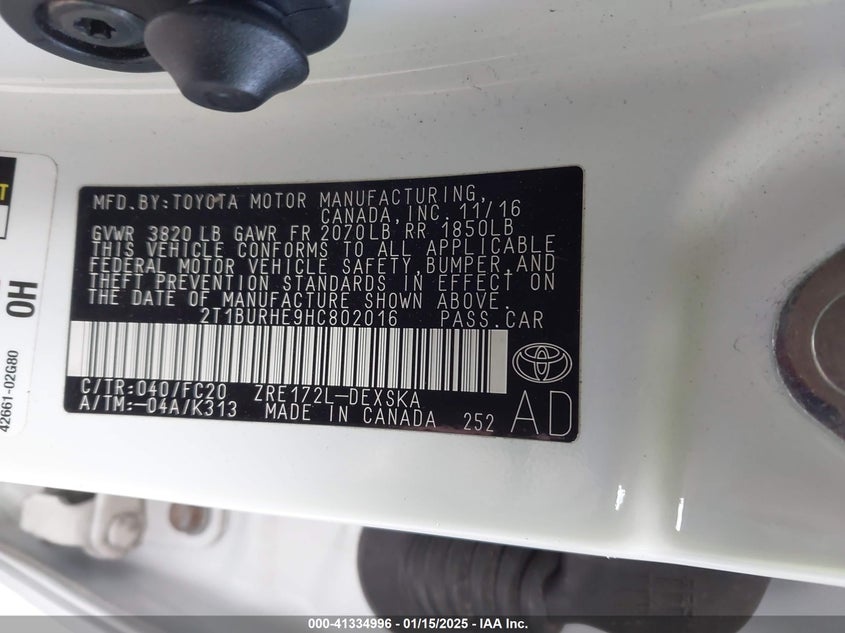 MFD.BY:TOYOTA MOTOR MANUFACTURING,
CANADA, INC. 11/16
GVWR 3820 LB GAWR FR 2070LB RR 1850LB
THIS VEHICLE CONFORMS TO ALL APPLICABLE
FEDERAL MOTOR VEHICLE SAFETY, BUMPER, AND
THEFT PREVENTION STANDARDS IN EFFECT ON
THE DATE OF MANUFACTURE SHOWN ABOVE.
2T1BURHE9HC802016 PASS.CAR
C/TR:040/FC20 ZRE172L-DEXSKA
A/TM:-04A/K313 MADE IN CANADA 252 AD
OH
42661-02G80
000-41334996 - 01/15/2025 - IAA Inc.